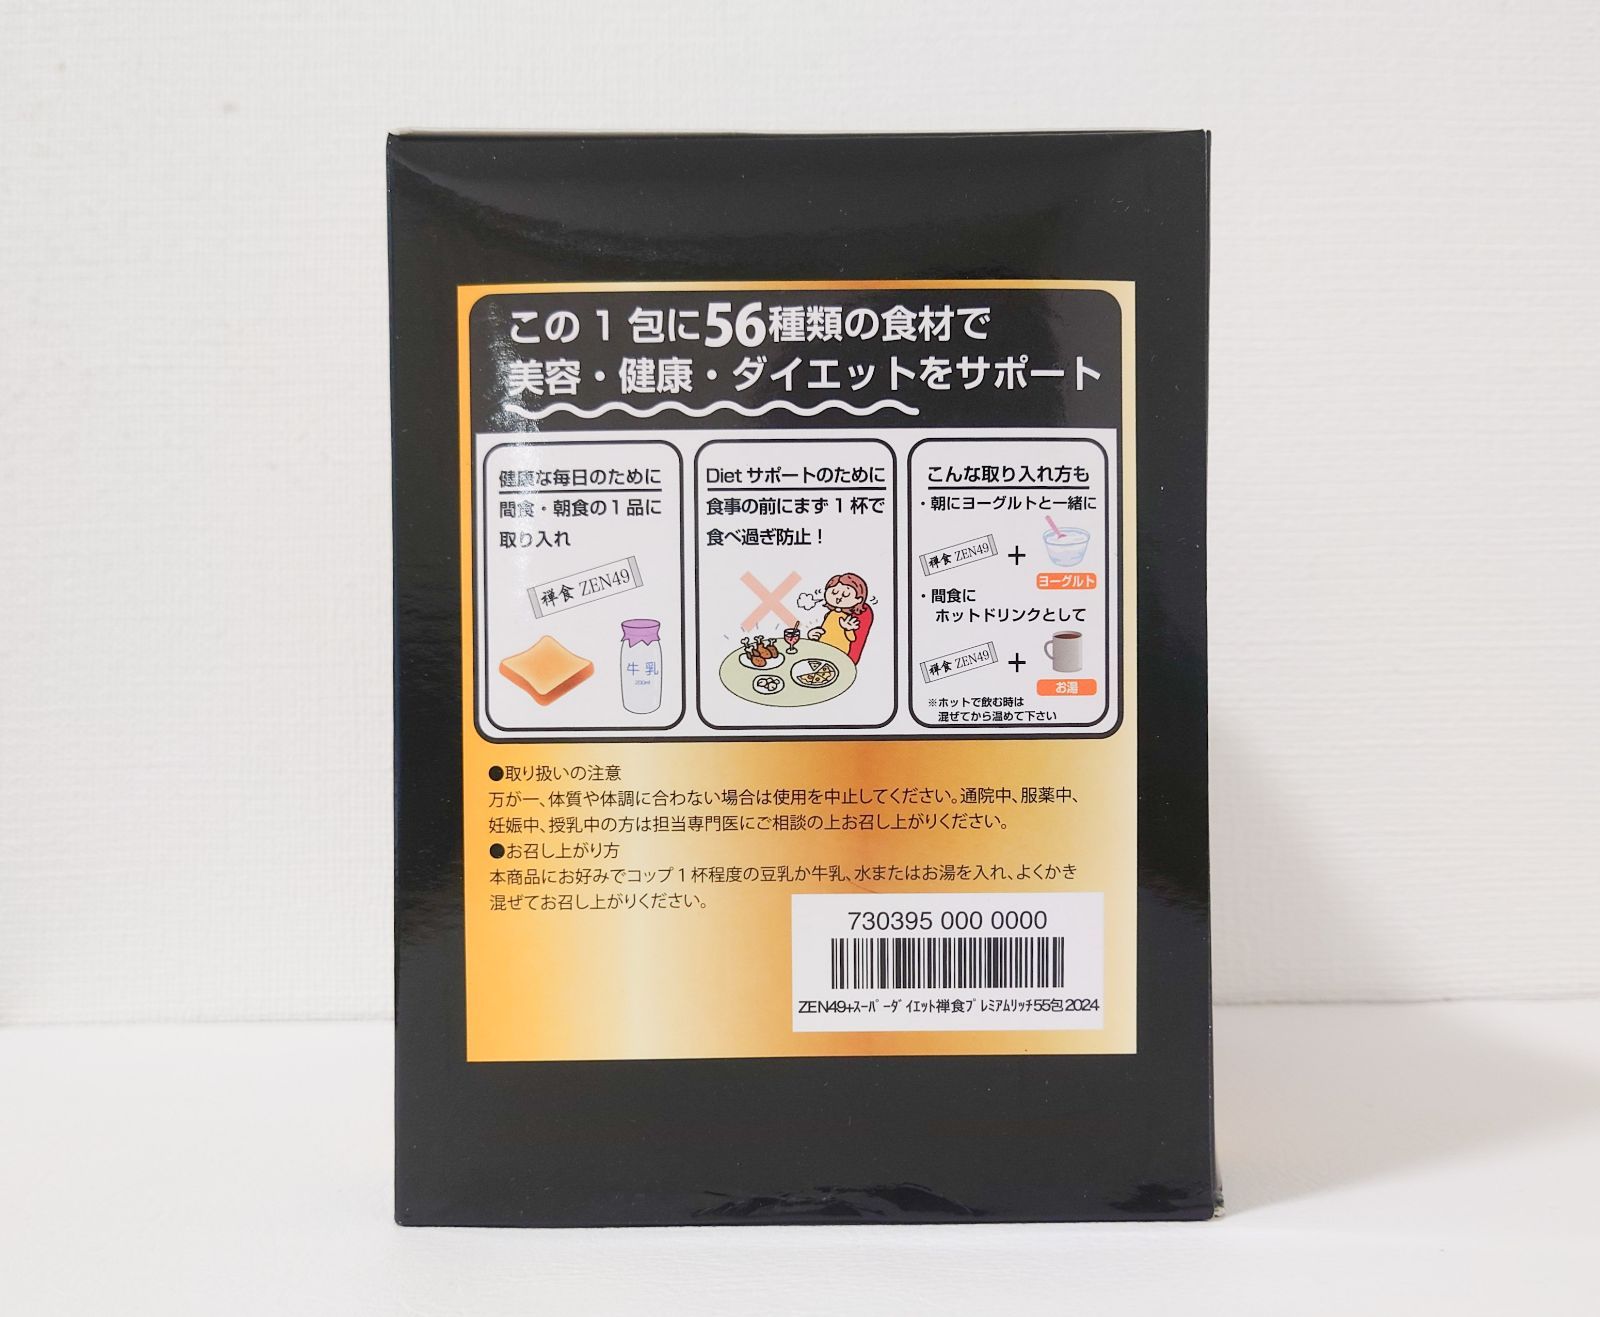 この1包に56種類の食材で
美容・健康・ダイエットをサポート
健康な毎日のために
間食・朝食の1品に
取り入れ
禅食 ZEN49
牛乳
200ml
Diet サポートのために
食事の前にまず1杯で
食べ過ぎ防止！
こんな取り入れ方も
・朝にヨーグルトと一緒に
禅食 ZEN49
+
ヨーグルト
・間食に
ホットドリンクとして
禅食 ZEN49
+
お湯
※ホットで飲む時は
混ぜてから温めて下さい
●取り扱いの注意
万が一、体質や体調に合わない場合は使用を中止してください。通院中、服薬中、
妊娠中、授乳中の方は担当専門医にご相談の上お召し上がりください。
●お召し上がり方
本商品にお好みでコップ1杯程度の豆乳か牛乳、水またはお湯を入れ、よくかき
混ぜてお召し上がりください。
730395 000 0000
ZEN49+ｽｰﾊﾟｰﾀﾞｲｴｯﾄ禅食ﾌﾟﾚﾐｱﾑﾘｯﾁ55包2024